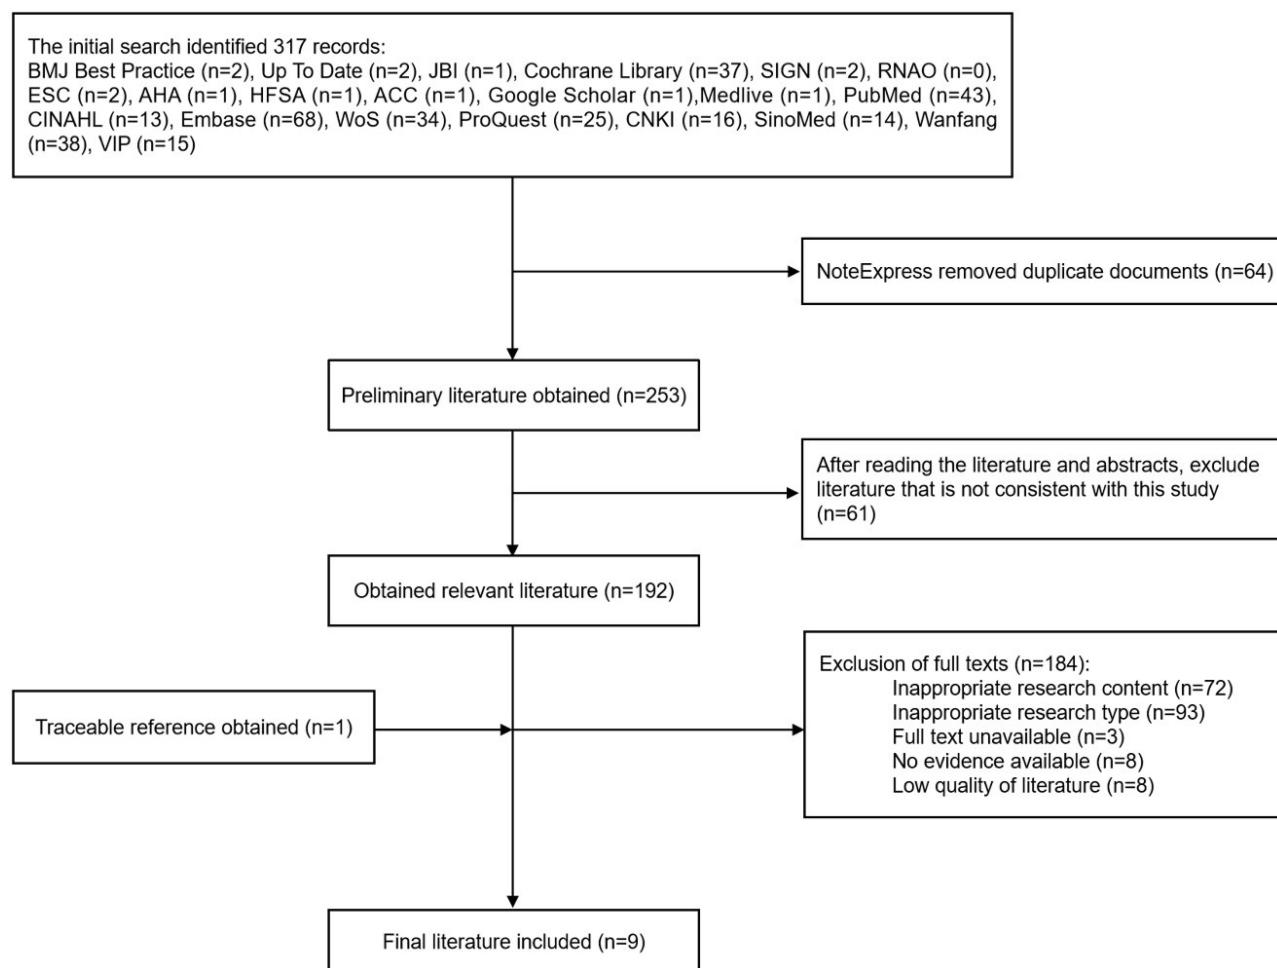 The initial search identified 317 records:
BMJ Best Practice (n=2), Up To Date (n=2), JBI (n=1), Cochrane Library (n=37), SIGN (n=2), RNAO (n=0),
ESC (n=2), AHA (n=1), HFSA (n=1), ACC (n=1), Google Scholar (n=1),Medlive (n=1), PubMed (n=43),
CINAHL (n=13), Embase (n=68), WoS (n=34), ProQuest (n=25), CNKI (n=16), SinoMed (n=14), Wanfang
(n=38), VIP (n=15)
NoteExpress removed duplicate documents (n=64)
Preliminary literature obtained (n=253)
After reading the literature and abstracts, exclude
literature that is not consistent with this study
(n=61)
Obtained relevant literature (n=192)
Exclusion of full texts (n=184):
Inappropriate research content (n=72)
Inappropriate research type (n=93)
Full text unavailable (n=3)
No evidence available (n=8)
Low quality of literature (n=8)
Traceable reference obtained (n=1)
Final literature included (n=9)